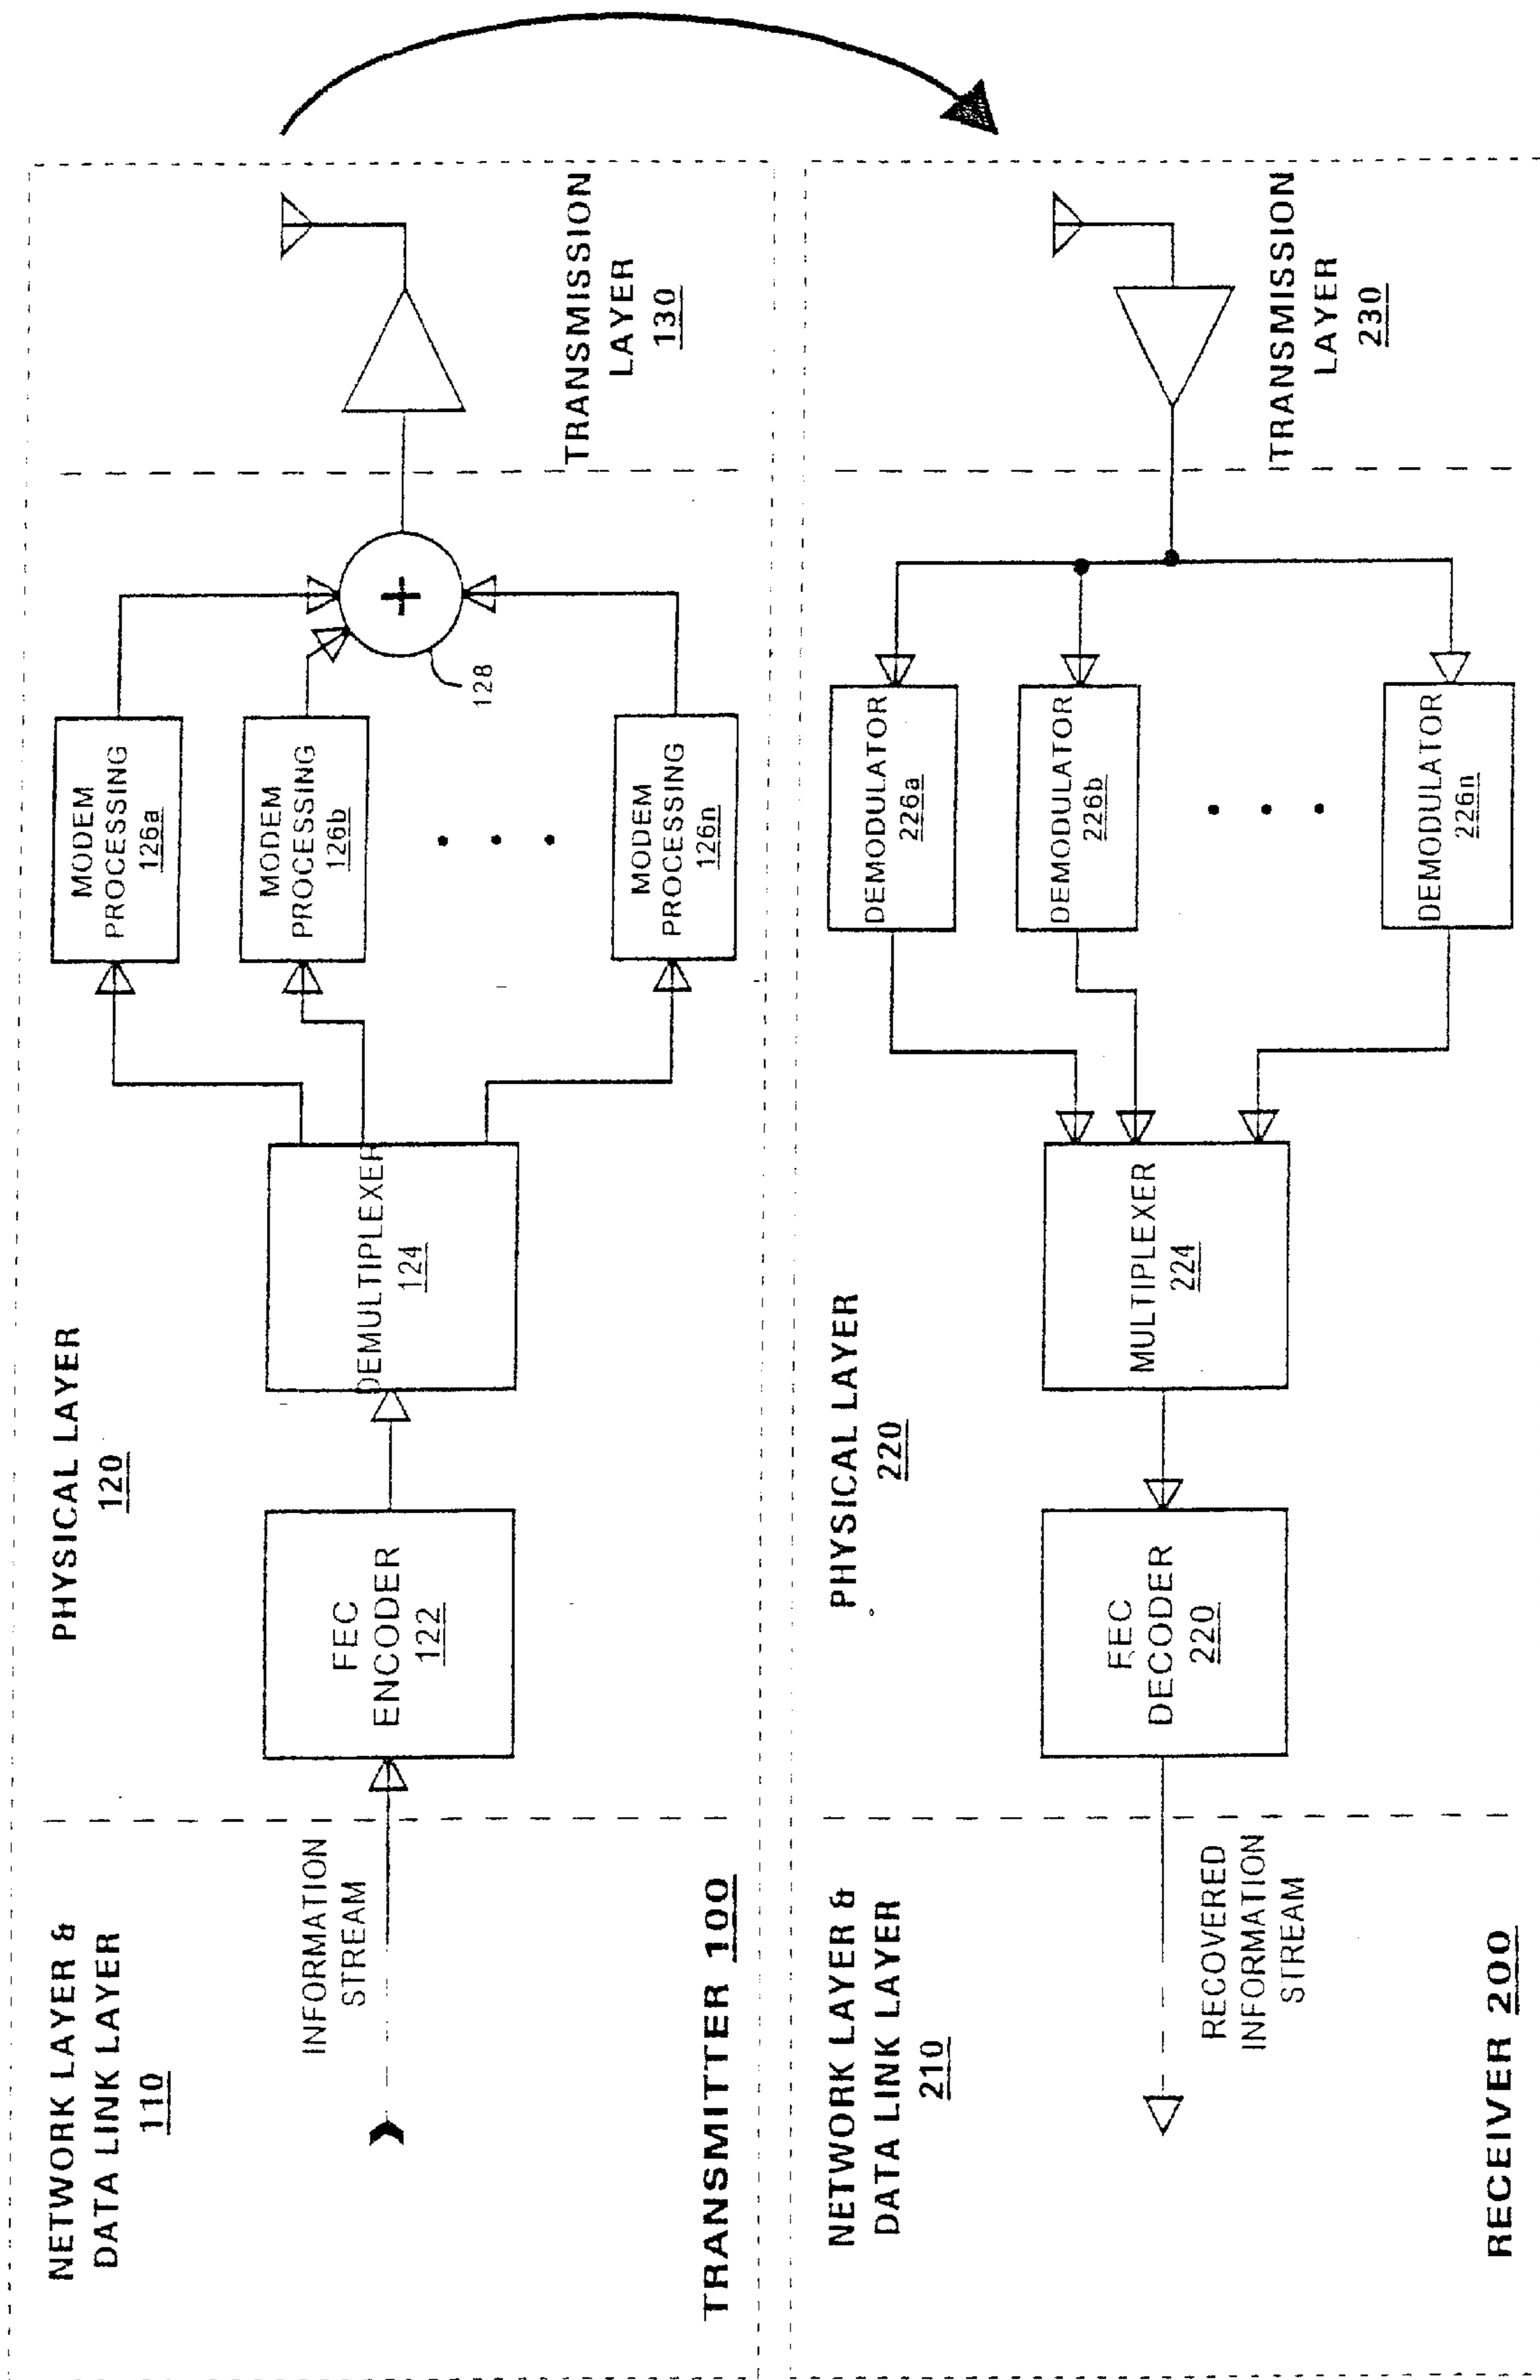 NETWORK LAYER &
DATA LINK LAYER
110
PHYSICAL LAYER
120
INFORMATION
STREAM
FEC
ENCODER
122
DEMULTIPLEXER
124
MODEM
PROCESSING
126a
MODEM
PROCESSING
126b
MODEM
PROCESSING
126n
+
128
TRANSMISSION
LAYER
130
TRANSMITTER 100
NETWORK LAYER &
DATA LINK LAYER
210
PHYSICAL LAYER
220
RECOVERED
INFORMATION
STREAM
FEC
DECODER
220
MULTIPLEXER
224
DEMODULATOR
226a
DEMODULATOR
226b
DEMODULATOR
226n
TRANSMISSION
LAYER
230
RECEIVER 200